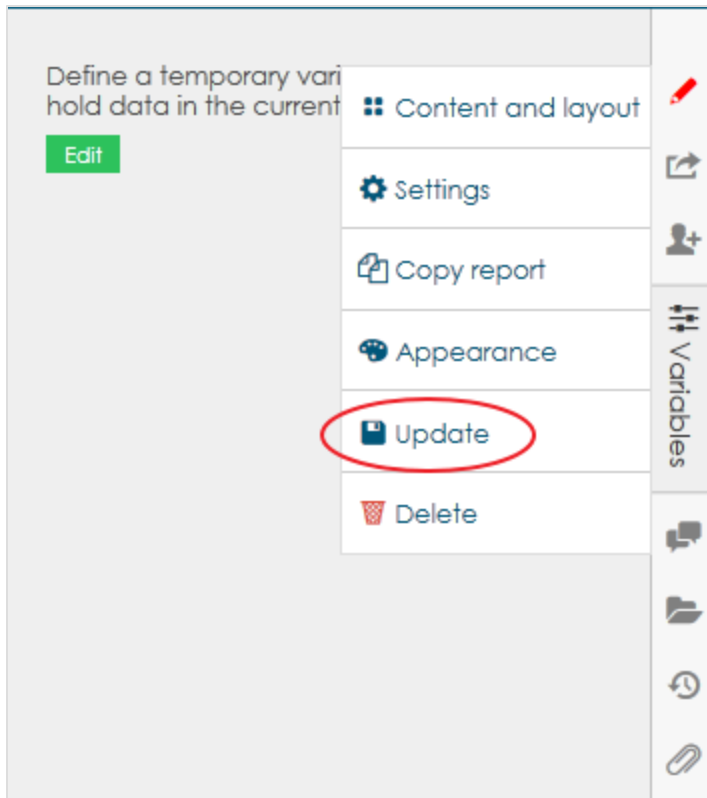 Define a temporary vari
hold data in the current
Edit
Content and layout
Settings
Copy report
Appearance
Update
Delete
Variables